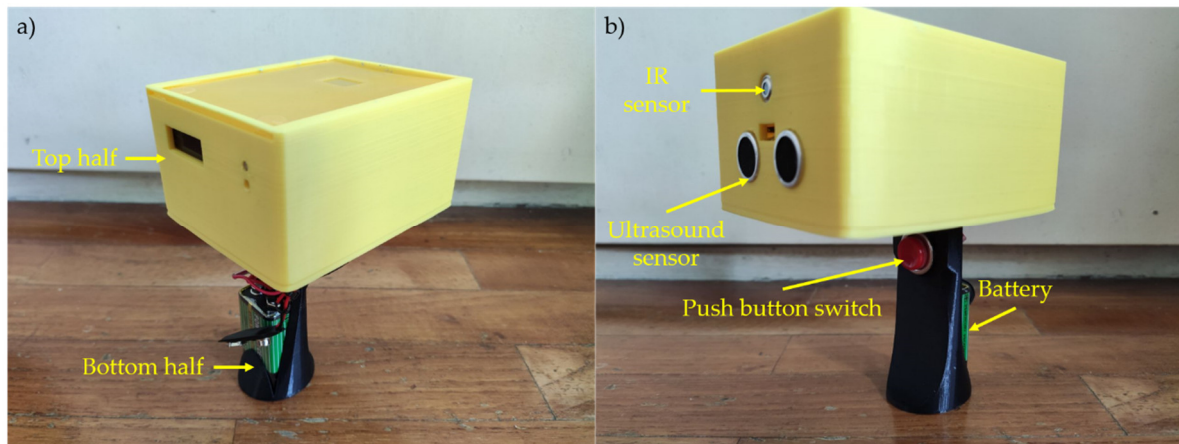 a)
Top half
Bottom half
b)
IR
sensor
Ultrasound
sensor
Push button switch
Battery